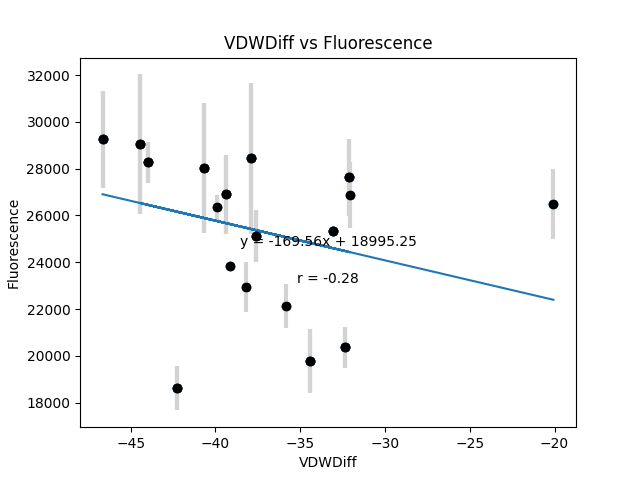 VDWDiff vs Fluorescence
32000
30000
28000
26000
24000
22000
20000
18000
Fluorescence
y = -169.56x + 18995.25
r = -0.28
−45
−40
−35
−30
−25
−20
VDWDiff